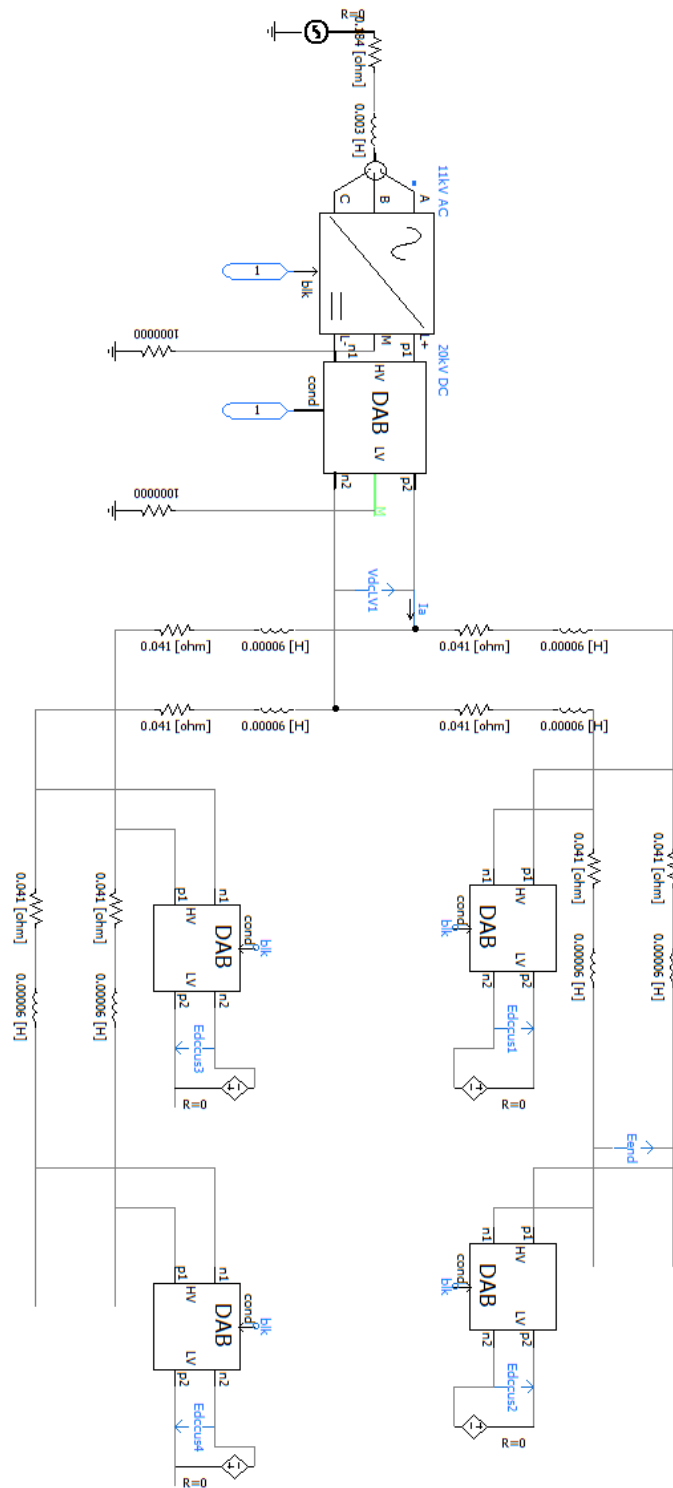 R=0
0.184 [ohm]
0.003 [H]
11kV AC
A
B
C
1
blk
L+
M
L-
20kV DC
p1
n1
100000
HV
DAB
LV
cond
1
p2
n2
M
100000
VdcLV1
Ia
0.041 [ohm]
0.00006 [H]
0.041 [ohm]
0.00006 [H]
0.041 [ohm]
0.00006 [H]
0.041 [ohm]
0.00006 [H]
0.041 [ohm]
0.00006 [H]
0.041 [ohm]
0.00006 [H]
p1
n1
HV
DAB
LV
cond
blk
p2
n2
Edccus3
R=0
n1
p1
HV
DAB
LV
cond
blk
n2
p2
Edccus1
R=0
0.041 [ohm]
0.00006 [H]
0.041 [ohm]
0.00006 [H]
Eend
p1
n1
HV
DAB
LV
cond
blk
p2
n2
Edccus4
R=0
n1
p1
HV
DAB
LV
cond
blk
n2
p2
Edccus2
R=0